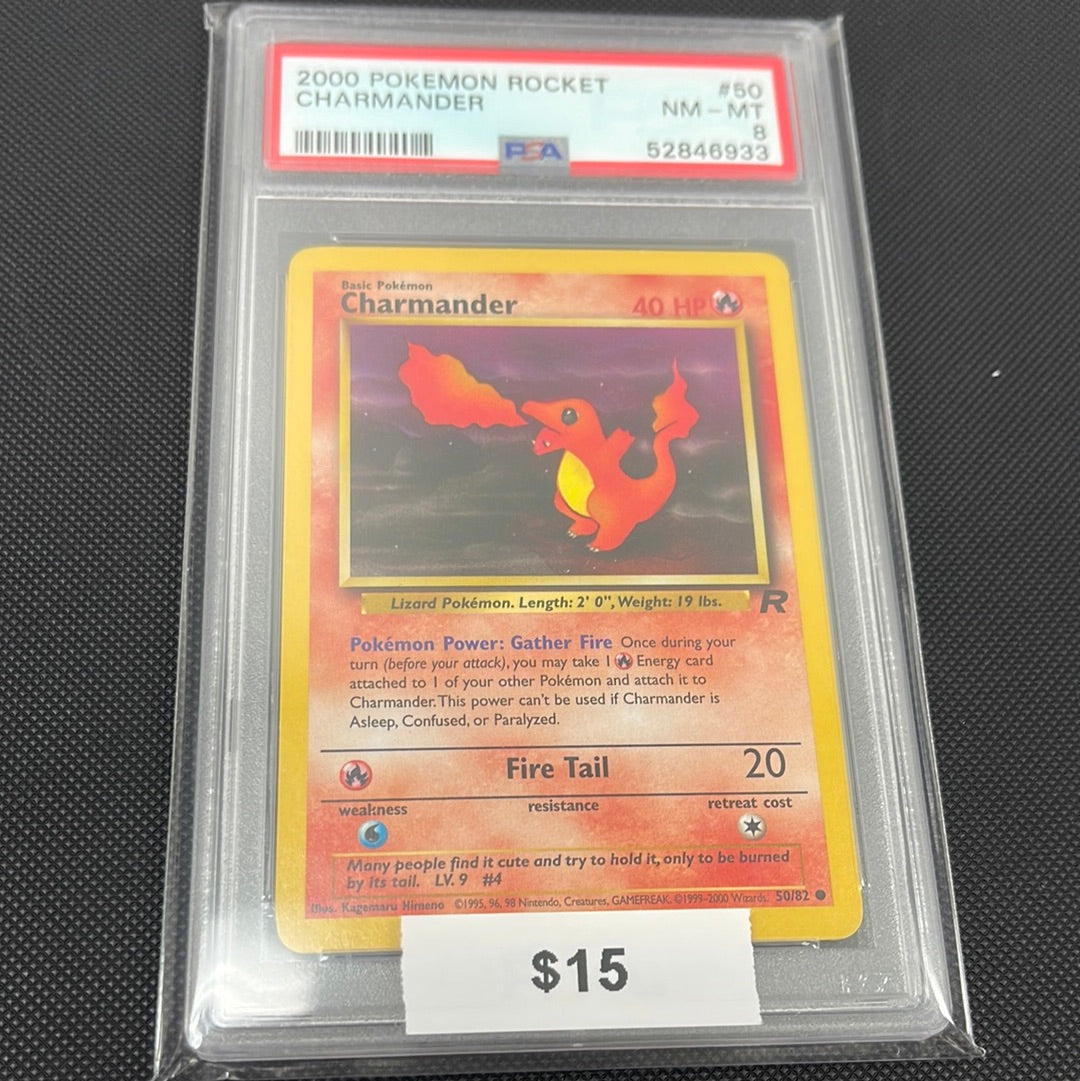 2000 POKEMON ROCKET #50
CHARMANDER NM - MT
8
PSA 52846933
Basic Pokémon
Charmander 40 HP
Lizard Pokémon. Length: 2' 0", Weight: 19 lbs.
R
Pokémon Power: Gather Fire Once during your
turn (before your attack), you may take 1 Energy card
attached to 1 of your other Pokémon and attach it to
Charmander. This power can't be used if Charmander is
Asleep, Confused, or Paralyzed.
Fire Tail 20
weakness resistance retreat cost
Many people find it cute and try to hold it, only to be burned
by its tail. LV. 9 #4
Illus. Kagemaru Himeno ©1995, 96, 98 Nintendo, Creatures, GAMEFREAK. ©1999-2000 Wizards. 50/82
$15